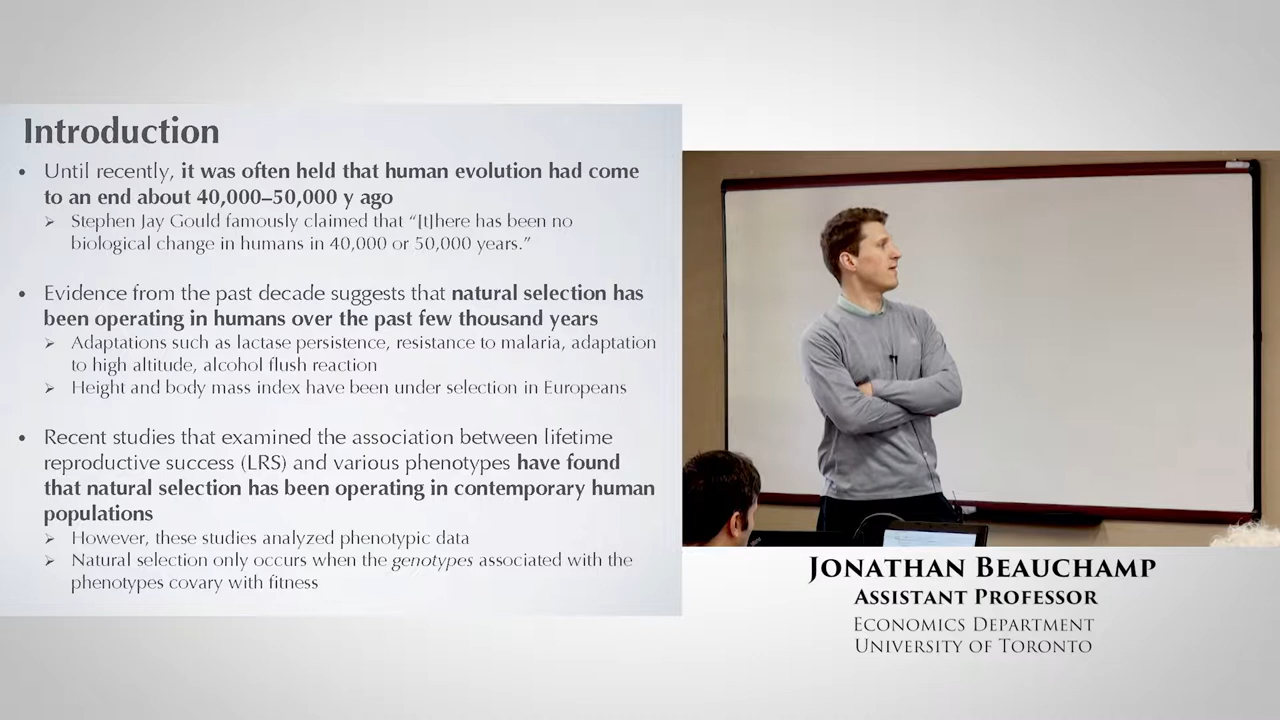 Introduction
• Until recently, it was often held that human evolution had come
to an end about 40,000–50,000 y ago
➢ Stephen Jay Gould famously claimed that “[t]here has been no
biological change in humans in 40,000 or 50,000 years.”
• Evidence from the past decade suggests that natural selection has
been operating in humans over the past few thousand years
➢ Adaptations such as lactase persistence, resistance to malaria, adaptation
to high altitude, alcohol flush reaction
➢ Height and body mass index have been under selection in Europeans
• Recent studies that examined the association between lifetime
reproductive success (LRS) and various phenotypes have found
that natural selection has been operating in contemporary human
populations
➢ However, these studies analyzed phenotypic data
➢ Natural selection only occurs when the genotypes associated with the
phenotypes covary with fitness
JONATHAN BEAUCHAMP
ASSISTANT PROFESSOR
ECONOMICS DEPARTMENT
UNIVERSITY OF TORONTO